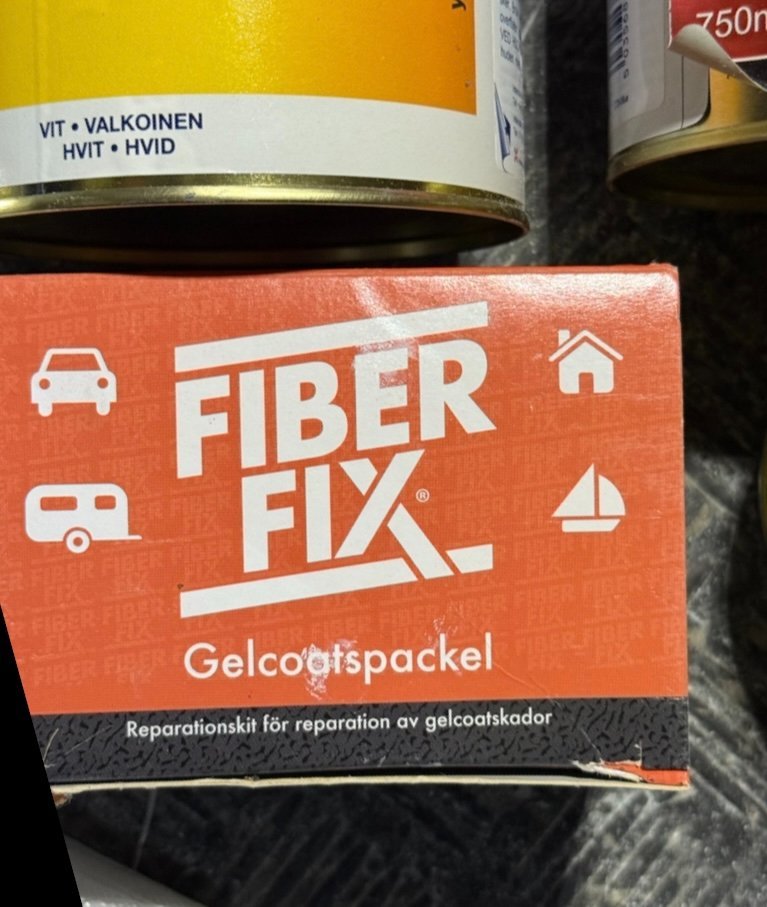 750m
VIT • VALKOINEN
HVIT • HVID
FIBER
FIX®
Gelcoatspackel
Reparationskit för reparation av gelcoatskador